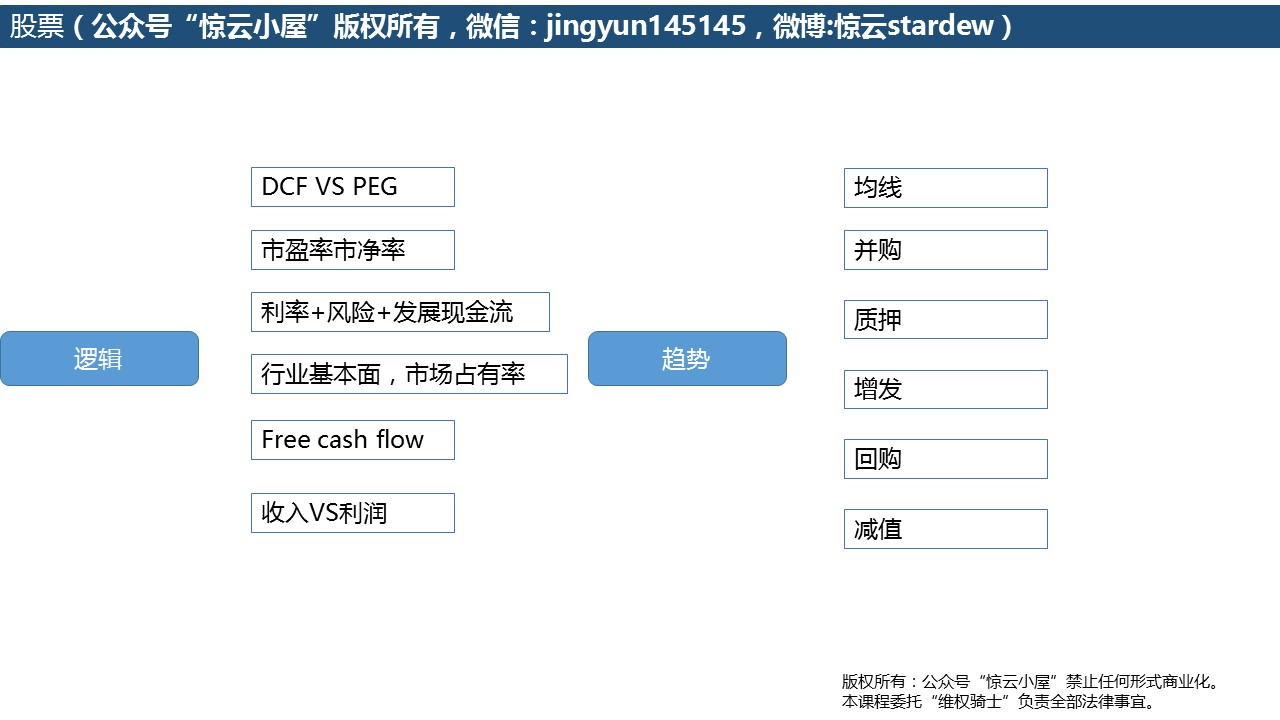 股票（公众号“惊云小屋”版权所有，微信：jingyun145145，微博:惊云stardew）
逻辑
DCF VS PEG
市盈率市净率
利率+风险+发展现金流
行业基本面，市场占有率
Free cash flow
收入VS利润
趋势
均线
并购
质押
增发
回购
减值
版权所有：公众号“惊云小屋”禁止任何形式商业化。
本课程委托“维权骑士”负责全部法律事宜。